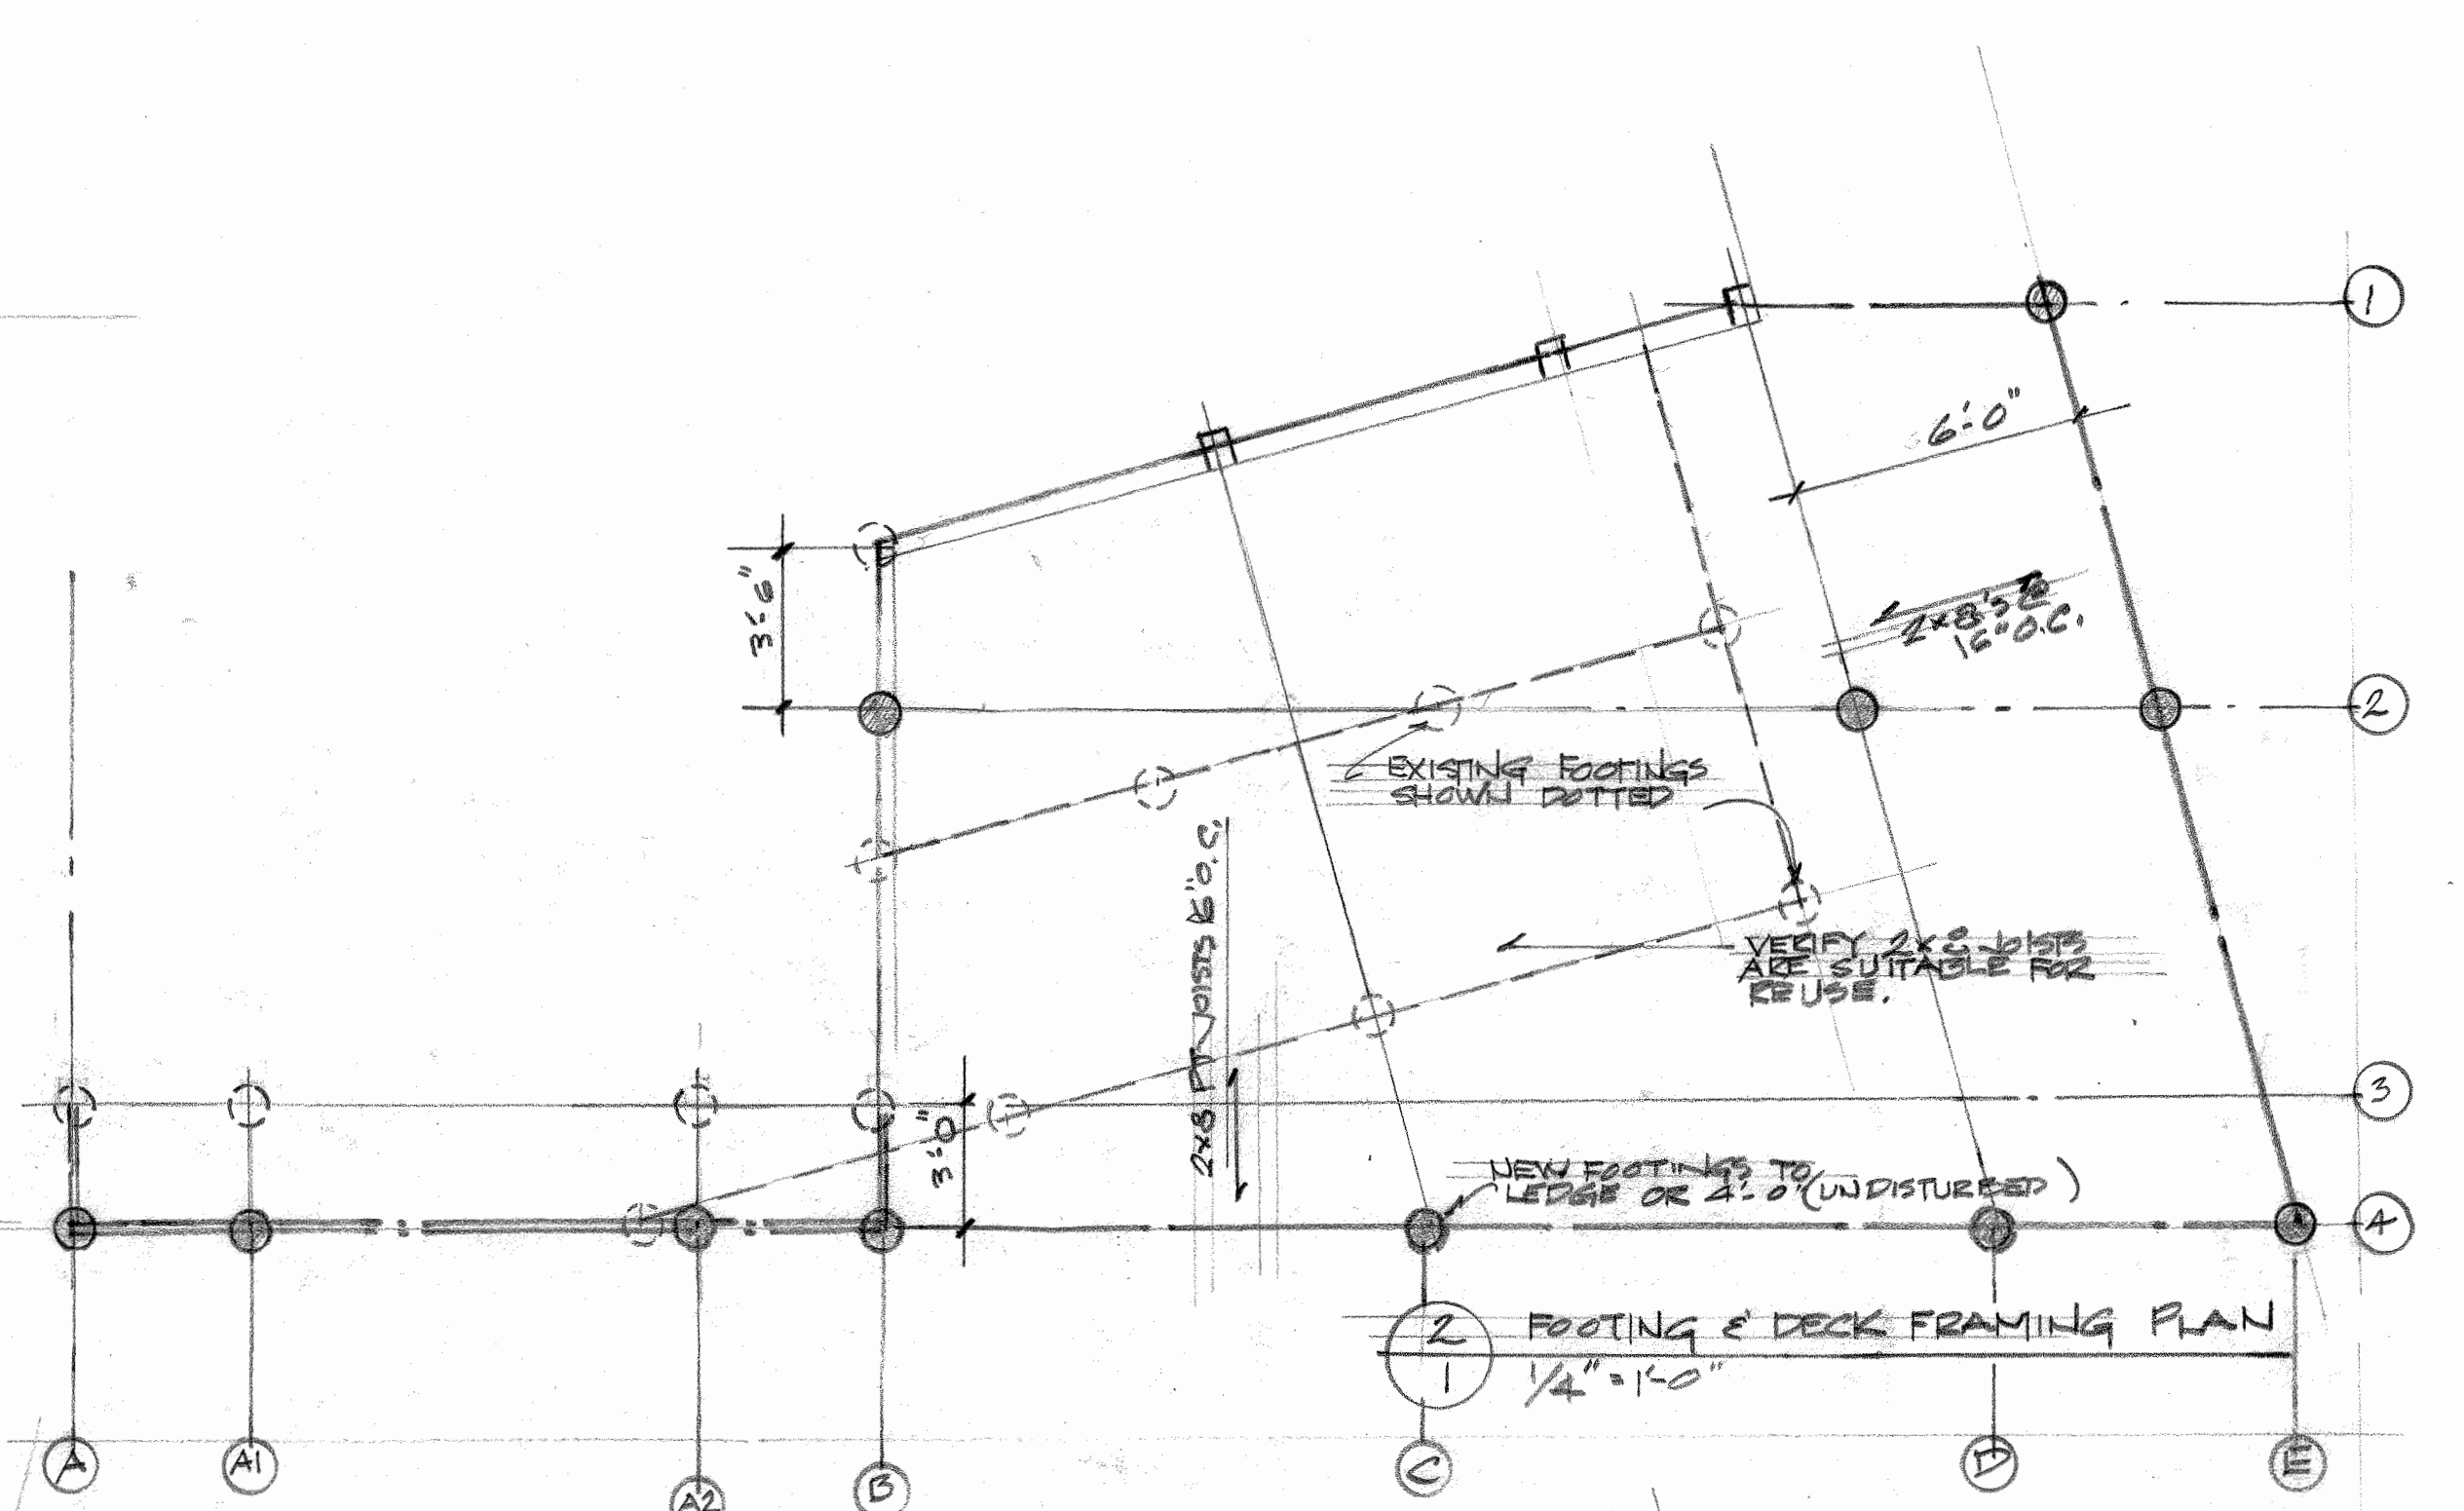 1
6'-0"
3'-6"
2x8's @
16" O.C.
2
EXISTING FOOTINGS
SHOWN DOTTED
2x8 PT JOISTS 16" O.C.
VERIFY 2x8 JOISTS
ARE SUITABLE FOR
REUSE.
3
3'-0"
NEW FOOTINGS TO
LEDGE OR 4'-0" (UNDISTURBED)
4
2
1
FOOTING & DECK FRAMING PLAN
1/4" = 1'-0"
A
A1
A2
B
C
D
E